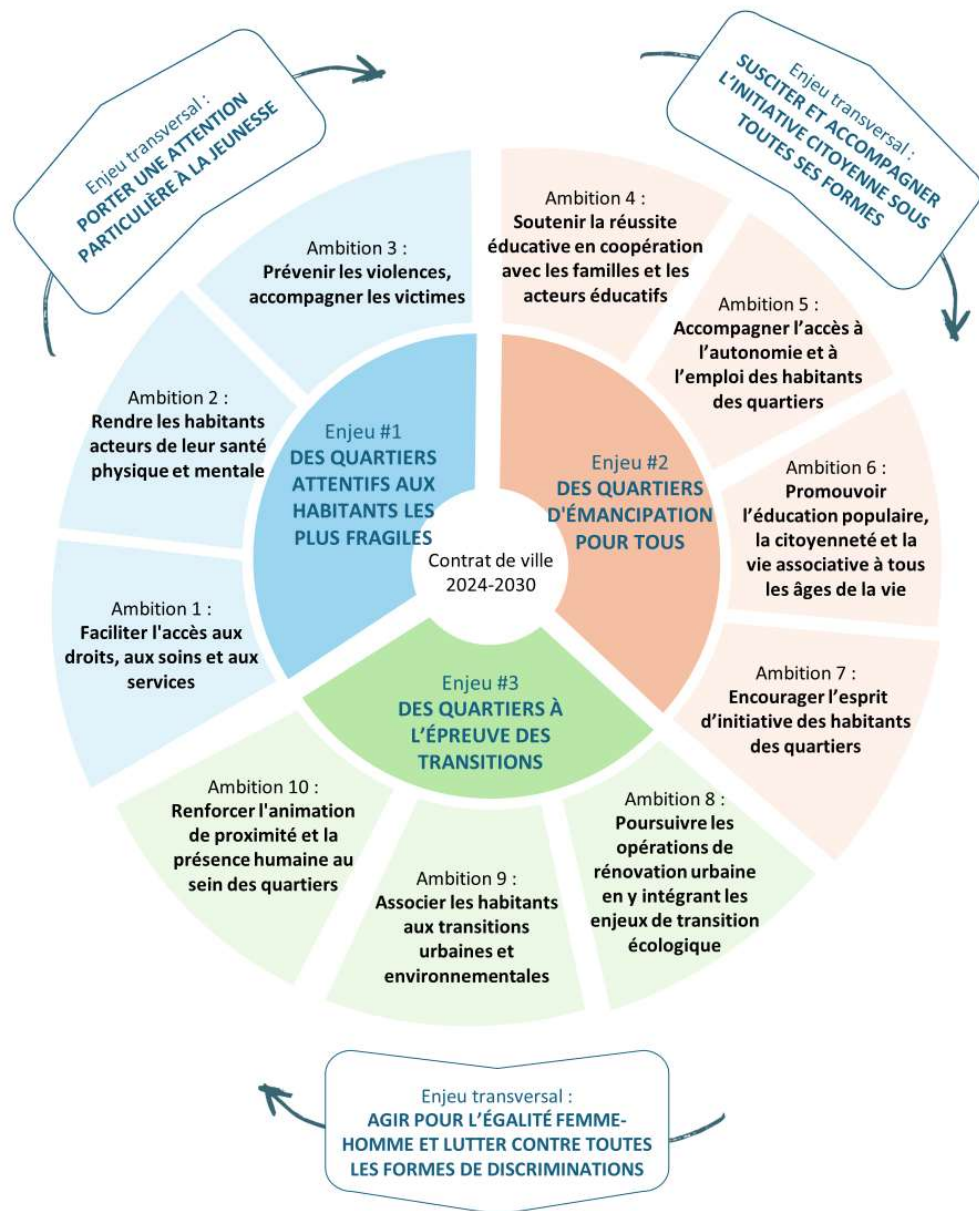 Enjeu transversal :
PORTER UNE ATTENTION
PARTICULIÈRE À LA JEUNESSE
Enjeu transversal :
SUSCITER ET ACCOMPAGNER
L'INITIATIVE CITOYENNE SOUS
TOUTES SES FORMES
Contrat de ville
2024-2030
Enjeu #1
DES QUARTIERS
ATTENTIFS AUX
HABITANTS LES
PLUS FRAGILES
Ambition 1 :
Faciliter l'accès aux
droits, aux soins et aux
services
Ambition 2 :
Rendre les habitants
acteurs de leur santé
physique et mentale
Ambition 3 :
Prévenir les violences,
accompagner les victimes
Enjeu #2
DES QUARTIERS
D'ÉMANCIPATION
POUR TOUS
Ambition 4 :
Soutenir la réussite
éducative en coopération
avec les familles et les
acteurs éducatifs
Ambition 5 :
Accompagner l’accès à
l’autonomie et à
l’emploi des habitants
des quartiers
Ambition 6 :
Promouvoir
l’éducation populaire,
la citoyenneté et la
vie associative à tous
les âges de la vie
Ambition 7 :
Encourager l’esprit
d’initiative des habitants
des quartiers
Enjeu #3
DES QUARTIERS À
L’ÉPREUVE DES
TRANSITIONS
Ambition 8 :
Poursuivre les
opérations de
rénovation urbaine
en y intégrant les
enjeux de transition
écologique
Ambition 9 :
Associer les habitants
aux transitions
urbaines et
environnementales
Ambition 10 :
Renforcer l'animation
de proximité et la
présence humaine au
sein des quartiers
Enjeu transversal :
AGIR POUR L’ÉGALITÉ FEMME-
HOMME ET LUTTER CONTRE TOUTES
LES FORMES DE DISCRIMINATIONS